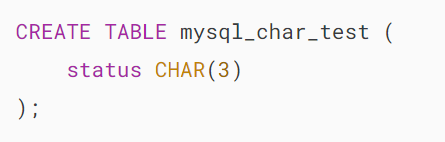 CREATE TABLE mysql_char_test (
    status CHAR(3)
);